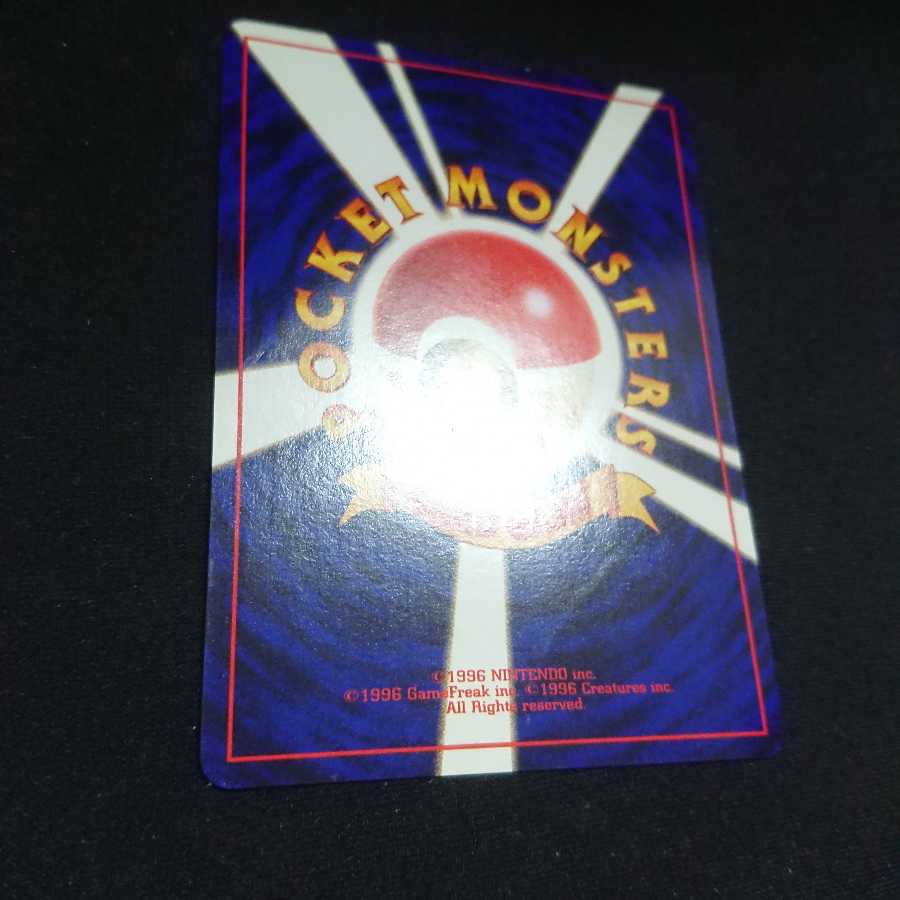 POCKET MONSTERS
©1996 NINTENDO inc.
©1996 GameFreak inc. ©1996 Creatures inc.
All Rights reserved.